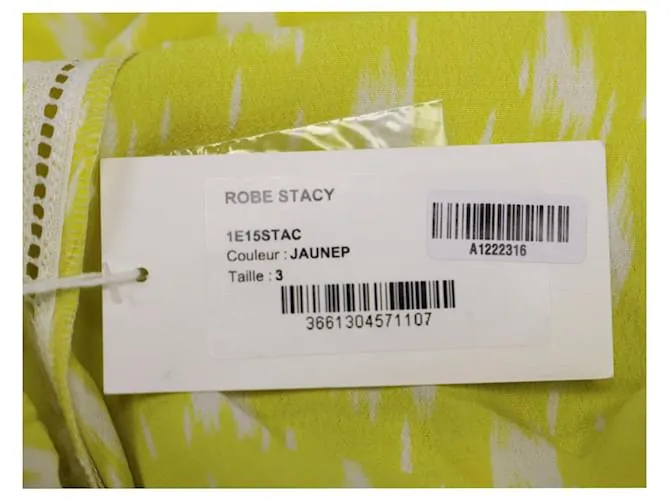 ROBE STACY
1E15STAC
Couleur : JAUNEP
Taille : 3
3661304571107
A1222316